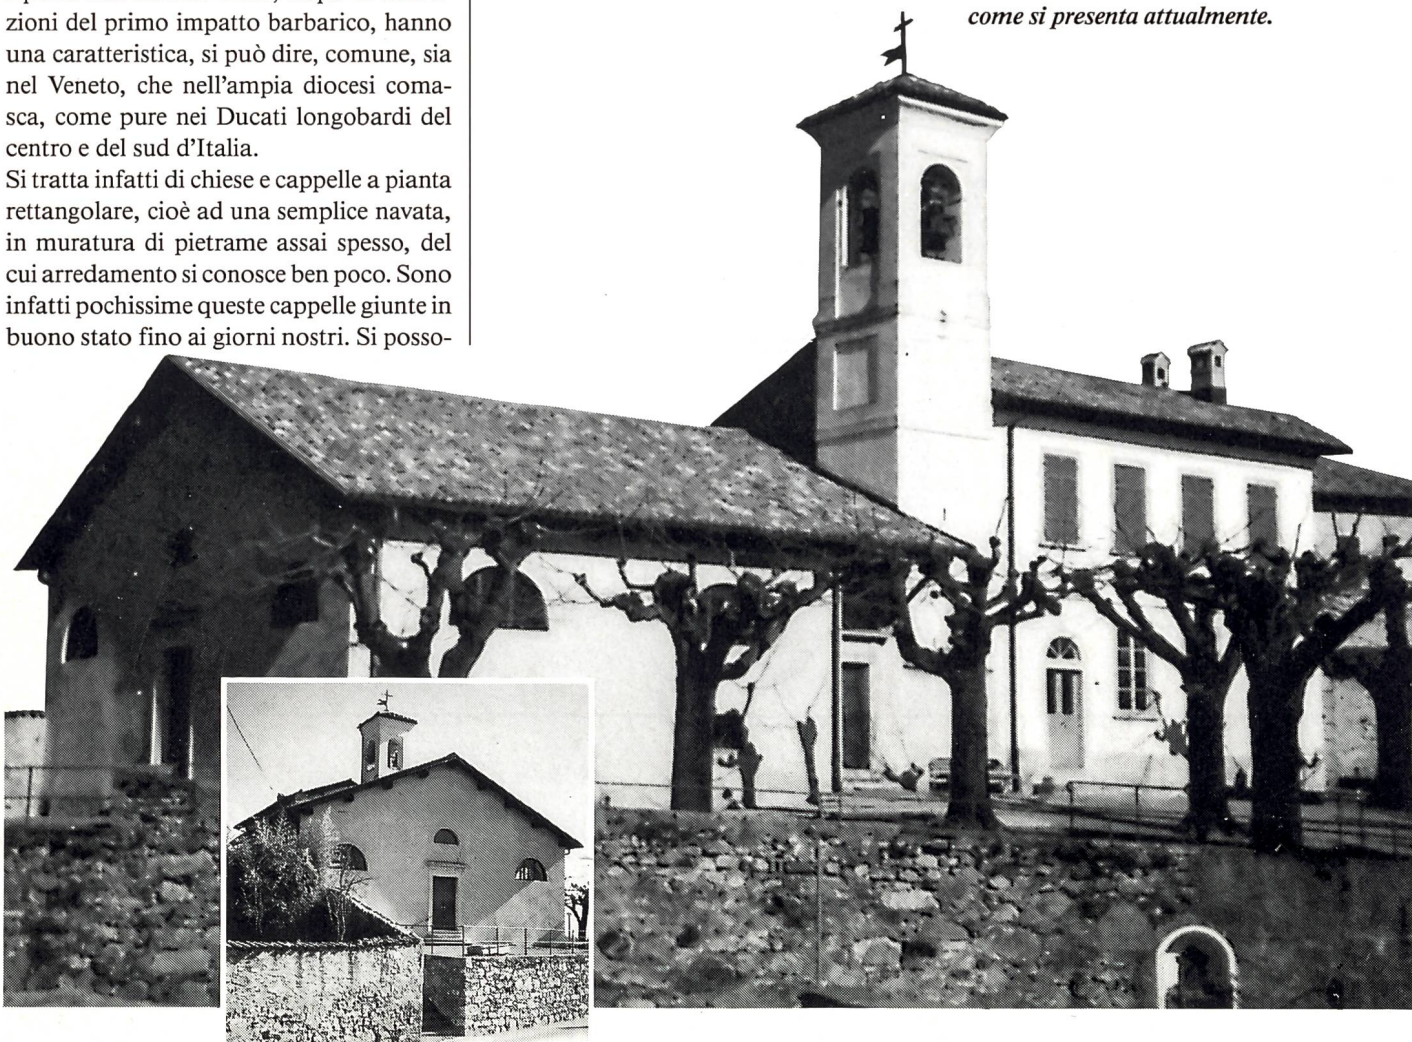 zioni del primo impatto barbarico, hanno
una caratteristica, si può dire, comune, sia
nel Veneto, che nell'ampia diocesi coma-
sca, come pure nei Ducati longobardi del
centro e del sud d'Italia.
Si tratta infatti di chiese e cappelle a pianta
rettangolare, cioè ad una semplice navata,
in muratura di pietrame assai spesso, del
cui arredamento si conosce ben poco. Sono
infatti pochissime queste cappelle giunte in
buono stato fino ai giorni nostri. Si posso-
come si presenta attualmente.